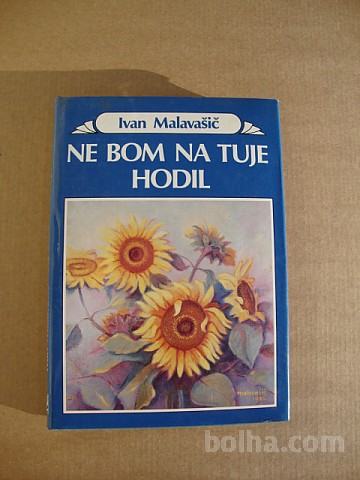 Ivan Malavašič
NE BOM NA TUJE
HODIL
bolha.com